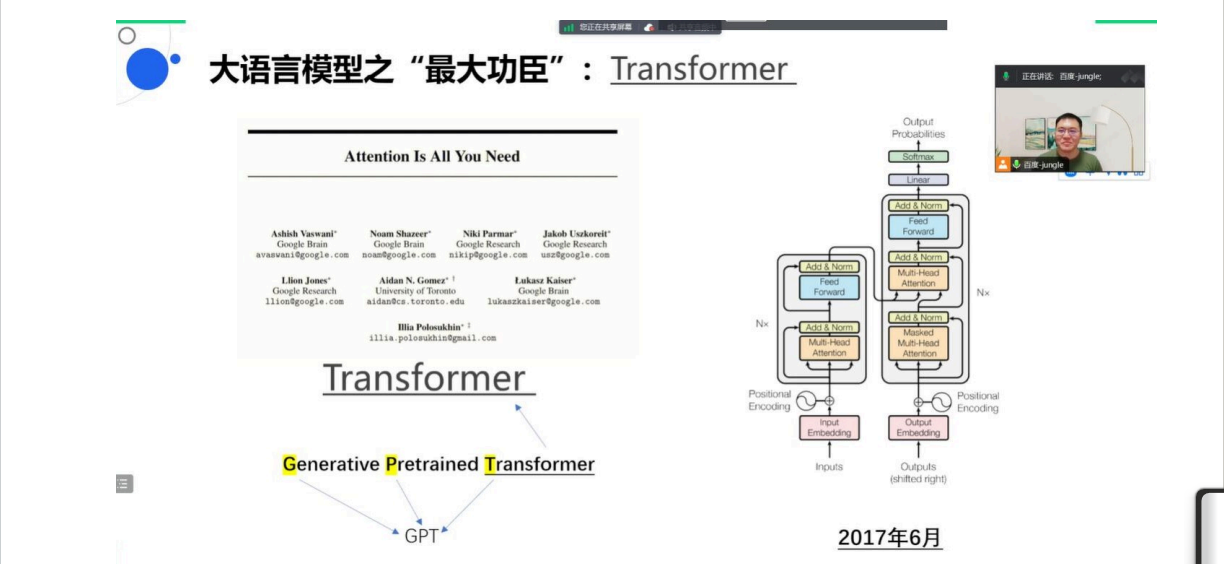 您正在共享屏幕
大语言模型之“最大功臣”：Transformer
正在讲话: 百度-jungle;
百度-jungle
Attention Is All You Need
Ashish Vaswani* Noam Shazeer* Niki Parmar* Jakob Uszkoreit*
Google Brain Google Brain Google Research Google Research
avaswani@google.com noam@google.com nikip@google.com usz@google.com
Llion Jones* Aidan N. Gomez* † Łukasz Kaiser*
Google Research University of Toronto Google Brain
llion@google.com aidan@cs.toronto.edu lukaszkaiser@google.com
Illia Polosukhin* ‡
illia.polosukhin@gmail.com
Transformer
Generative Pretrained Transformer
GPT
Output
Probabilities
Softmax
Linear
Add & Norm
Feed
Forward
Add & Norm
Multi-Head
Attention
Add & Norm
Masked
Multi-Head
Attention
Nx
Add & Norm
Feed
Forward
Add & Norm
Multi-Head
Attention
Nx
Positional
Encoding
Positional
Encoding
Input
Embedding
Output
Embedding
Inputs
Outputs
(shifted right)
2017年6月